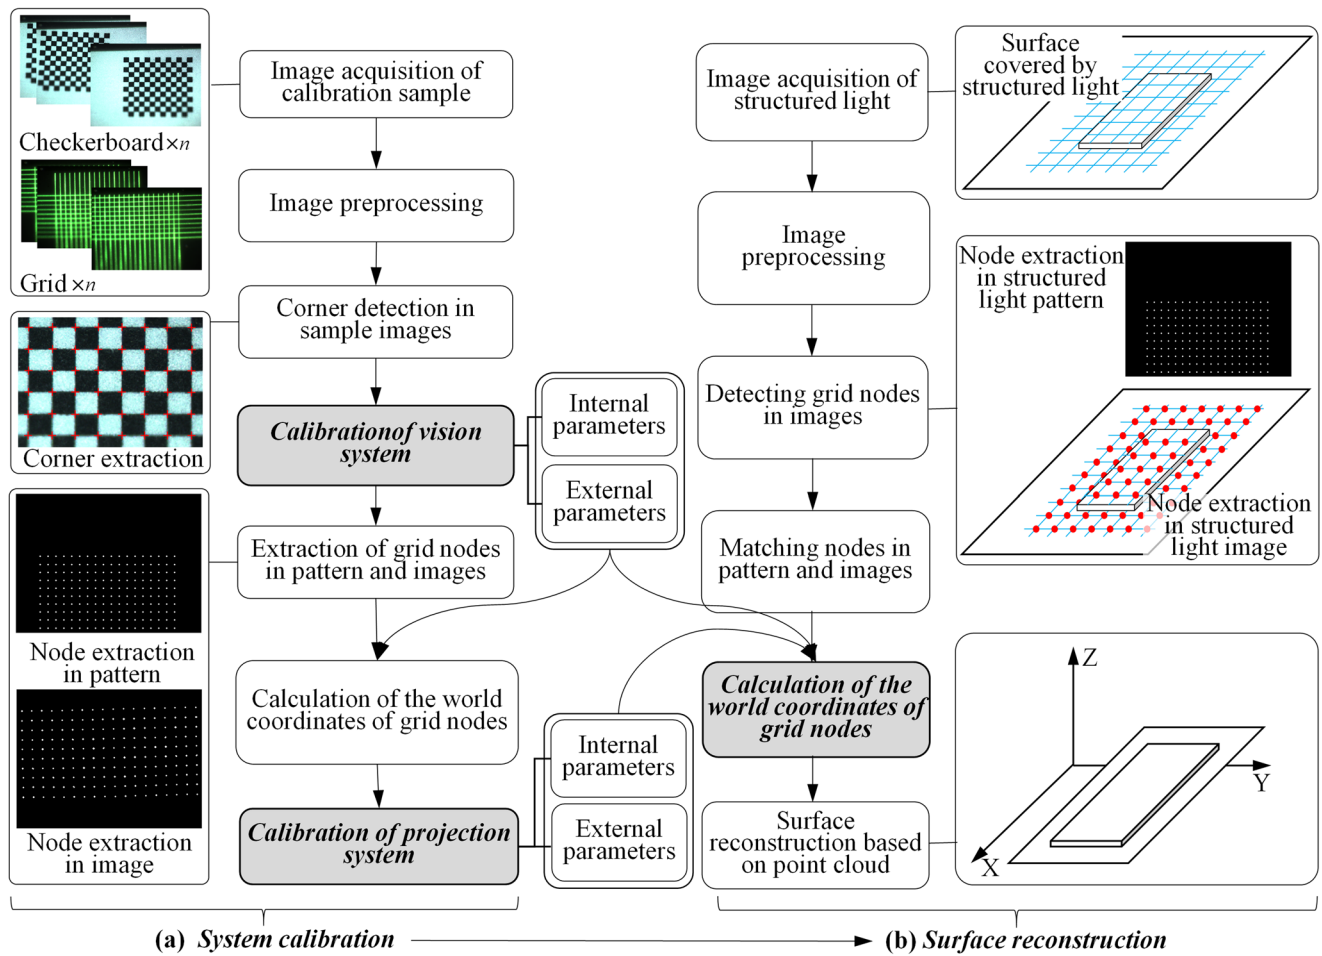 Checkerboard×n
Grid×n
Corner extraction
Node extraction
in pattern
Node extraction
in image
Image acquisition of
calibration sample
Image preprocessing
Corner detection in
sample images
Calibrationof vision
system
Extraction of grid nodes
in pattern and images
Calculation of the world
coordinates of grid nodes
Calibration of projection
system
Internal
parameters
External
parameters
Internal
parameters
External
parameters
Image acquisition of
structured light
Image
preprocessing
Detecting grid nodes
in images
Matching nodes in
pattern and images
Calculation of the
world coordinates of
grid nodes
Surface
reconstruction based
on point cloud
Surface
covered by
structured light
Node extraction
in structured
light pattern
Node extraction
in structured
light image
Z
Y
X
(a) System calibration
(b) Surface reconstruction